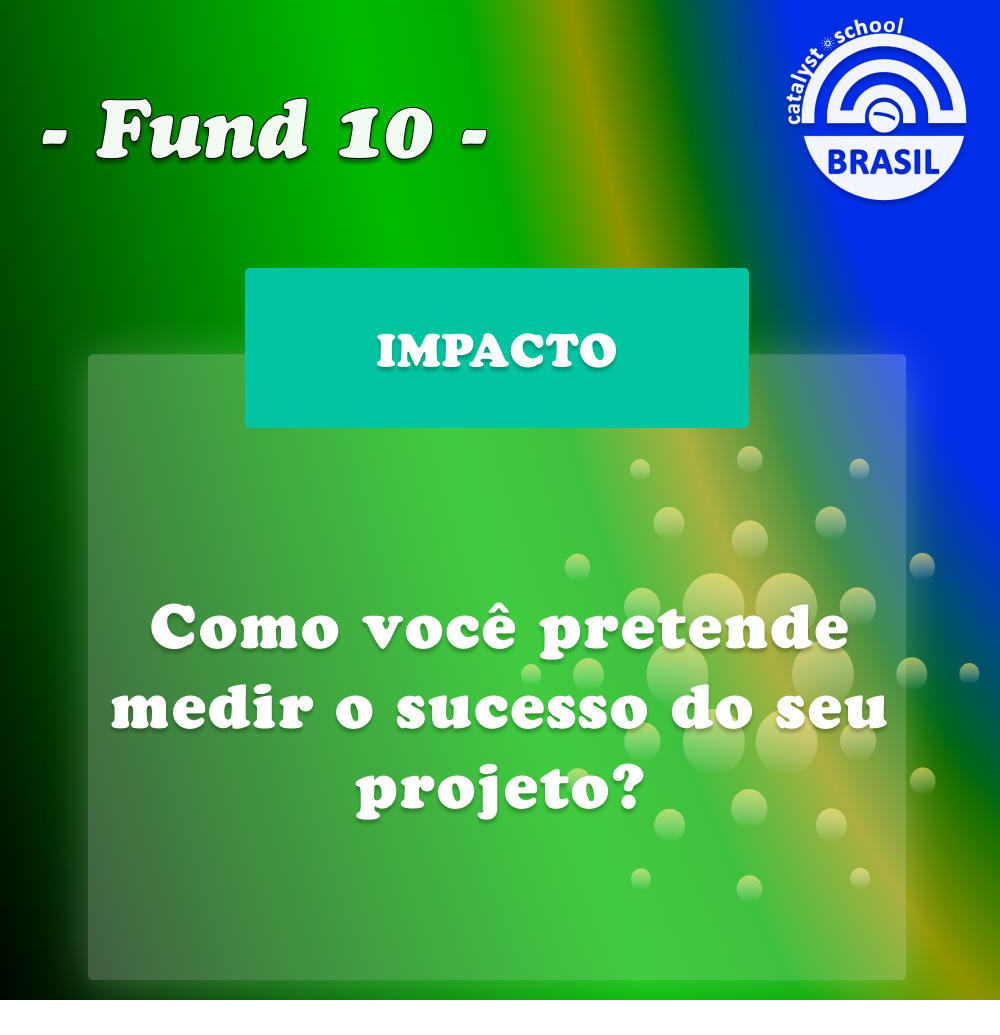 catalyst school
BRASIL
- Fund 10 -
IMPACTO
Como você pretende
medir o sucesso do seu
projeto?